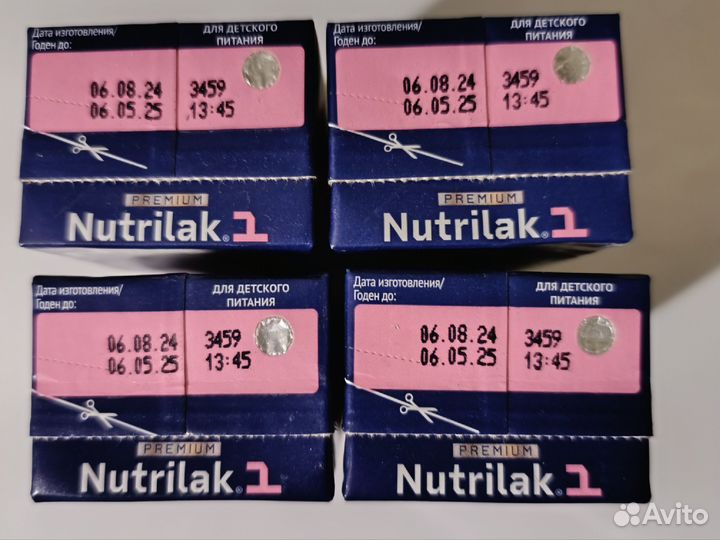 Дата изготовления/
Годен до:
ДЛЯ ДЕТСКОГО
ПИТАНИЯ
06.08.24 3459
06.05.25 13:45
PREMIUM
Nutrilak® 1
Дата изготовления/
Годен до:
ДЛЯ ДЕТСКОГО
ПИТАНИЯ
06.08.24 3459
06.05.25 13:45
PREMIUM
Nutrilak® 1
Дата изготовления/
Годен до:
ДЛЯ ДЕТСКОГО
ПИТАНИЯ
06.08.24 3459
06.05.25 13:45
PREMIUM
Nutrilak® 1
Дата изготовления/
Годен до:
ДЛЯ ДЕТСКОГО
ПИТАНИЯ
06.08.24 3459
06.05.25 13:45
PREMIUM
Nutrilak® 1
Avito